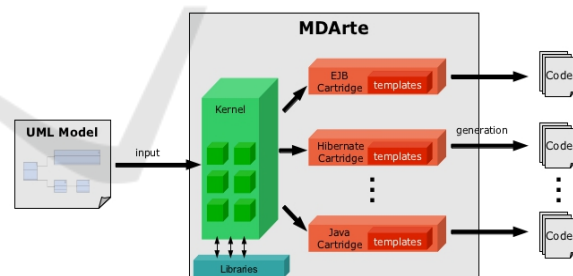 MDArte
UML Model
input
Kernel
Libraries
EJB
Cartridge
templates
Hibernate
Cartridge
templates
Java
Cartridge
templates
generation
Code
Code
Code